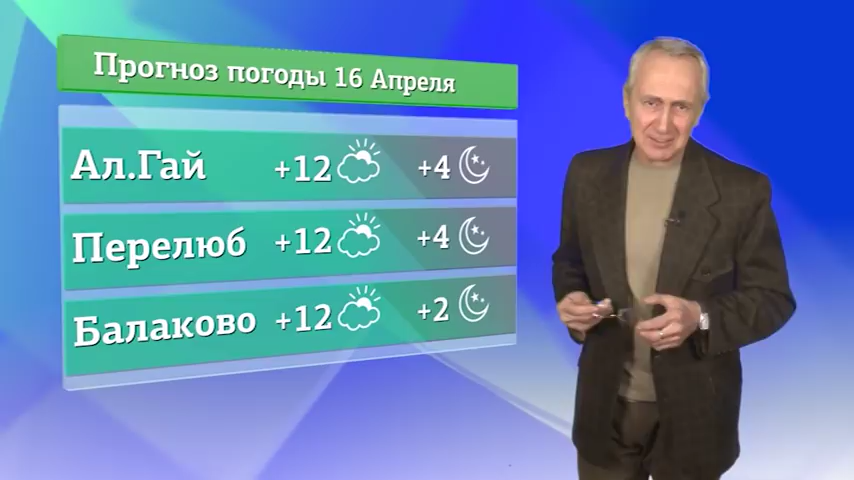 Прогноз погоды 16 Апреля
Ал.Гай +12 +4
Перелюб +12 +4
Балаково +12 +2